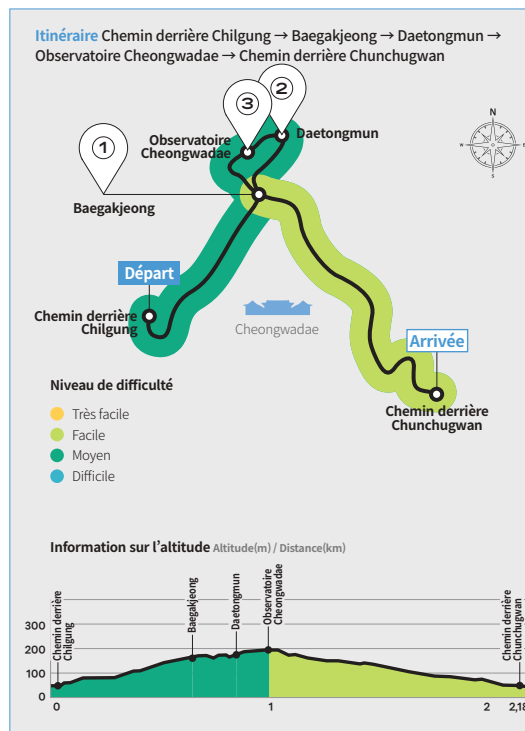 Itinéraire Chemin derrière Chilgung → Baegakjeong → Daetongmun →
Observatoire Cheongwadae → Chemin derrière Chunchugwan
1
3
2
N
W
E
S
Observatoire
Cheongwadae
Daetongmun
Baegakjeong
Départ
Chemin derrière
Chilgung
Cheongwadae
Arrivée
Chemin derrière
Chunchugwan
Niveau de difficulté
Très facile
Facile
Moyen
Difficile
Information sur l'altitude Altitude(m) / Distance(km)
Chemin derrière
Chilgung
Baegakjeong
Daetongmun
Observatoire
Cheongwadae
Chemin derrière
Chunchugwan
300
200
100
0
0
1
2
2,18